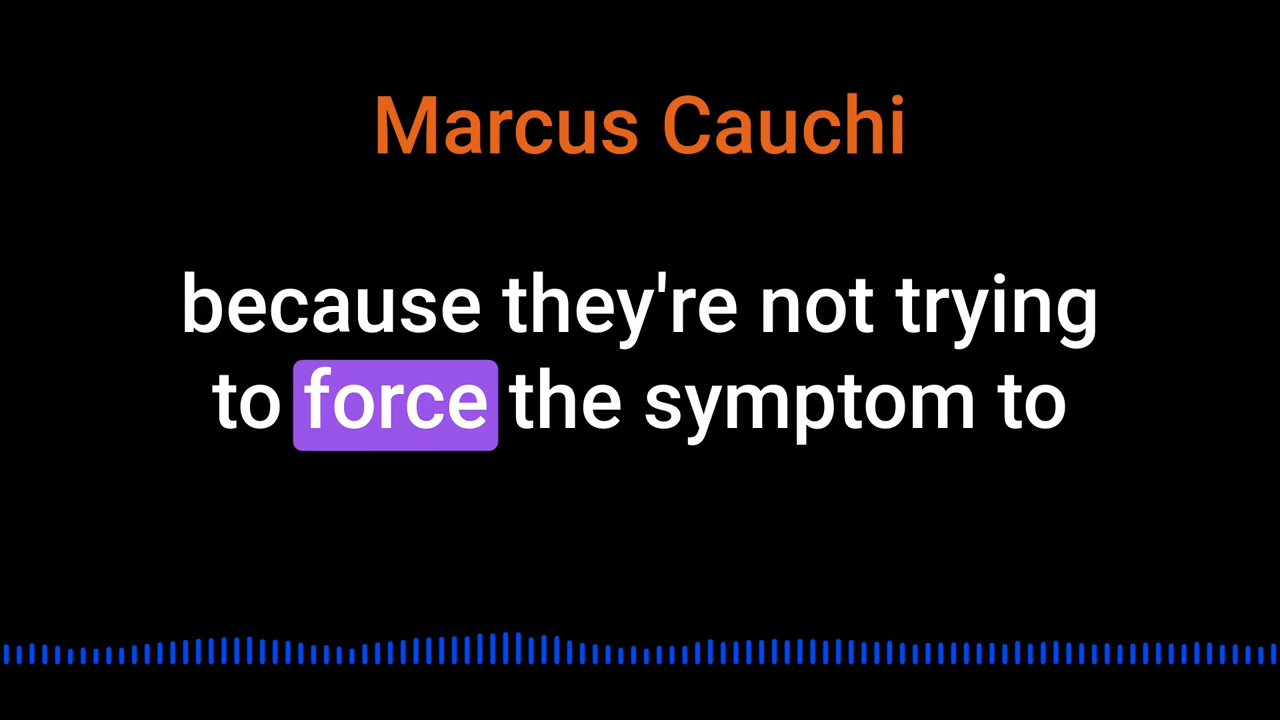 Marcus Cauchi
because they're not trying
to force the symptom to